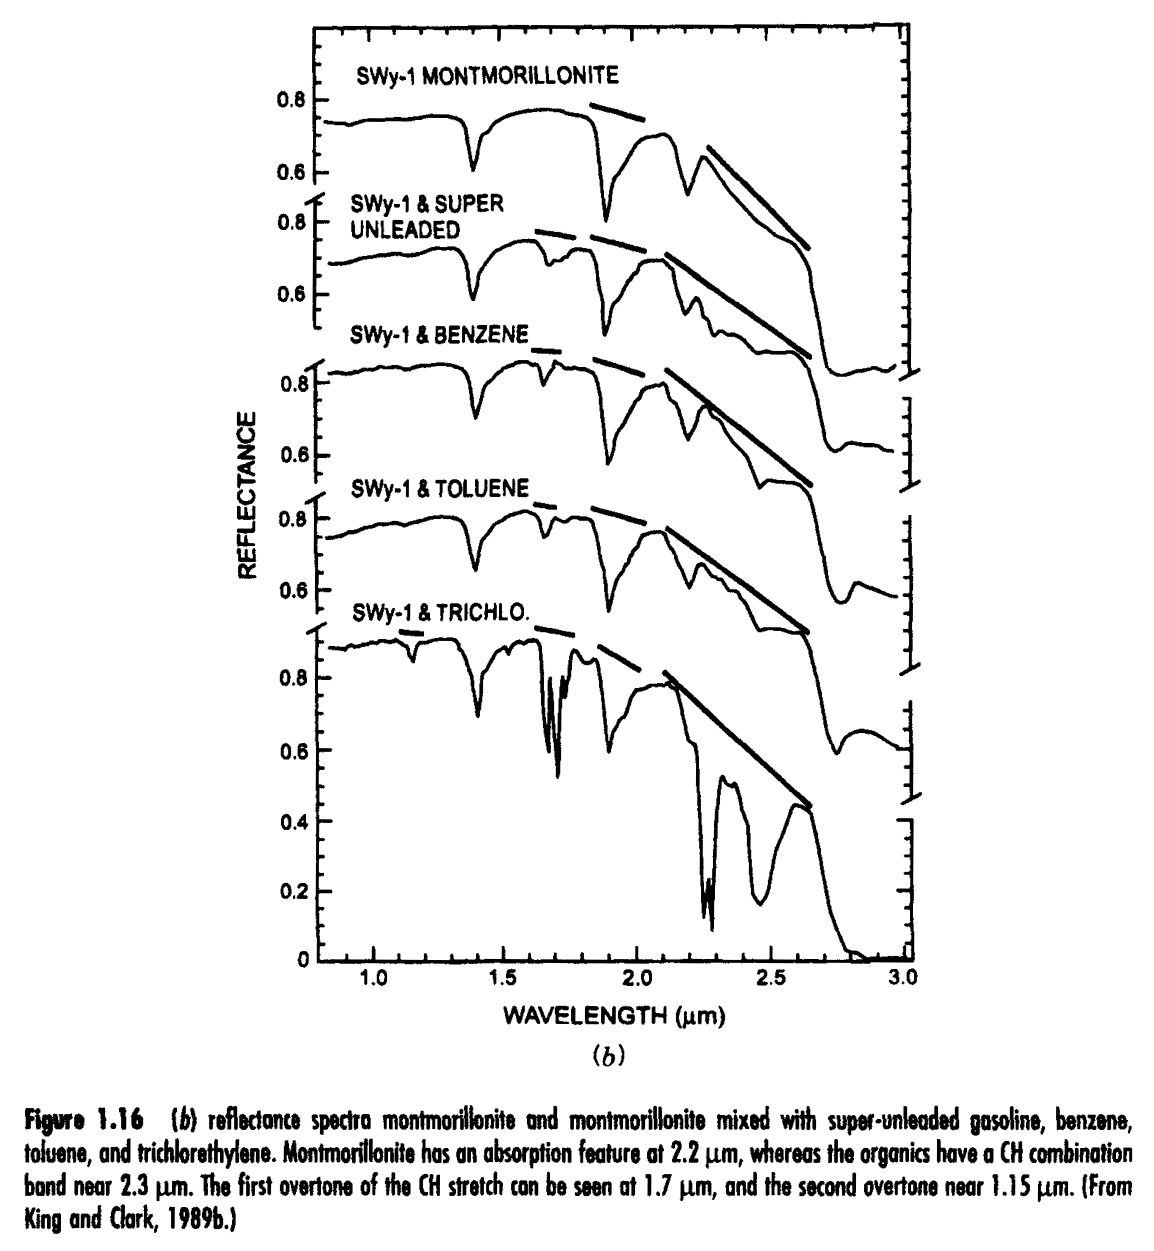 SWy-1 MONTMORILLONITE
0.8
0.6
SWy-1 & SUPER
UNLEADED
0.8
0.6
SWy-1 & BENZENE
0.8
0.6
SWy-1 & TOLUENE
0.8
0.6
SWy-1 & TRICHLO.
0.8
0.6
0.4
0.2
0
REFLECTANCE
1.0 1.5 2.0 2.5 3.0
WAVELENGTH (μm)
(b)
Figure 1.16 (b) reflectance spectra montmorillonite and montmorillonite mixed with super-unleaded gasoline, benzene,
toluene, and trichlorethylene. Montmorillonite has an absorption feature at 2.2 μm, whereas the organics have a CH combination
band near 2.3 μm. The first overtone of the CH stretch can be seen at 1.7 μm, and the second overtone near 1.15 μm. (From
King and Clark, 1989b.)